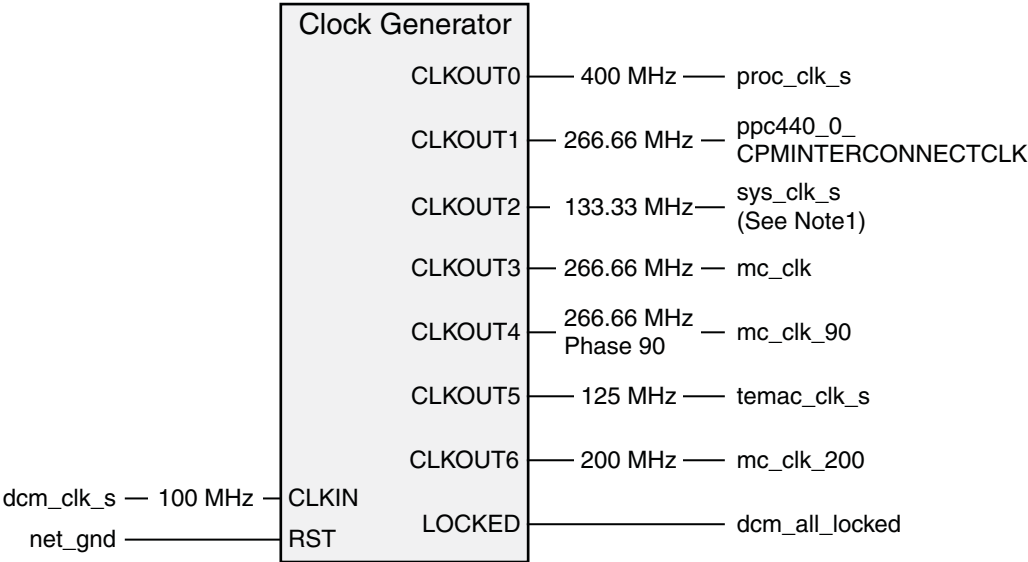 Clock Generator
CLKOUT0 400 MHz proc_clk_s
CLKOUT1 266.66 MHz ppc440_0_
CPMINTERCONNECTCLK
CLKOUT2 133.33 MHz sys_clk_s
(See Note1)
CLKOUT3 266.66 MHz mc_clk
CLKOUT4 266.66 MHz
Phase 90 mc_clk_90
CLKOUT5 125 MHz temac_clk_s
CLKOUT6 200 MHz mc_clk_200
dcm_clk_s 100 MHz CLKIN
LOCKED dcm_all_locked
net_gnd RST